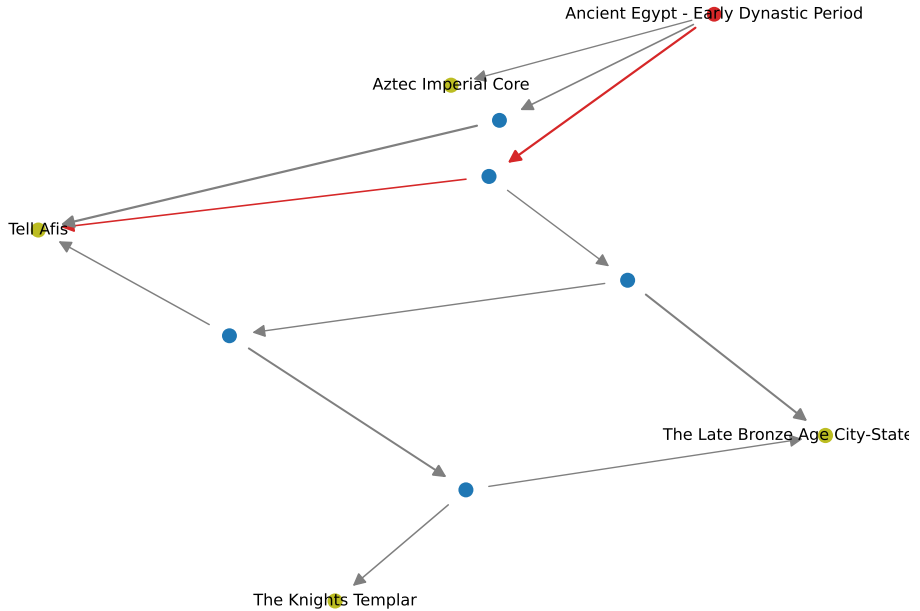 Ancient Egypt - Early Dynastic Period
Aztec Imperial Core
Tell Afis
The Late Bronze Age City-State
The Knights Templar